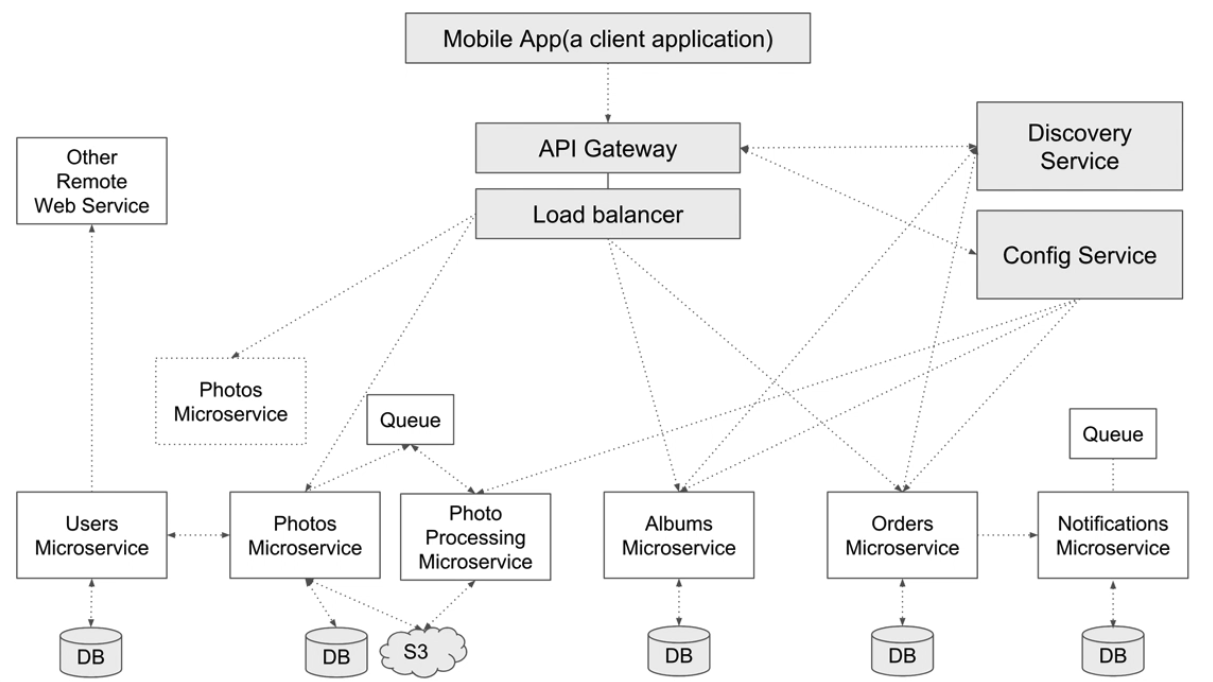 Mobile App(a client application)
API Gateway
Discovery
Service
Other
Remote
Web Service
Load balancer
Config Service
Photos
Microservice
Queue
Queue
Users
Microservice
Photos
Microservice
Photo
Processing
Microservice
Albums
Microservice
Orders
Microservice
Notifications
Microservice
DB
DB
S3
DB
DB
DB